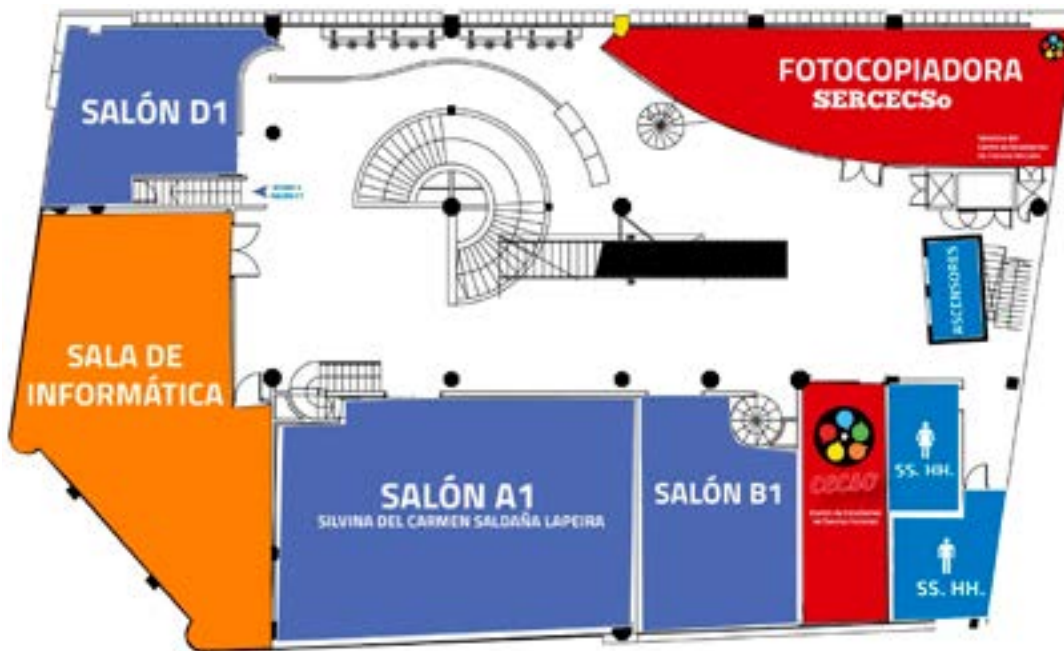 SALÓN D1
FOTOCOPIADORA
SERCECSo
ASCENSORES
SALA DE
INFORMÁTICA
SALÓN A1
SILVINA DEL CARMEN SALDAÑA LAPEIRA
SALÓN B1
CECSO
SS. HH.
SS. HH.